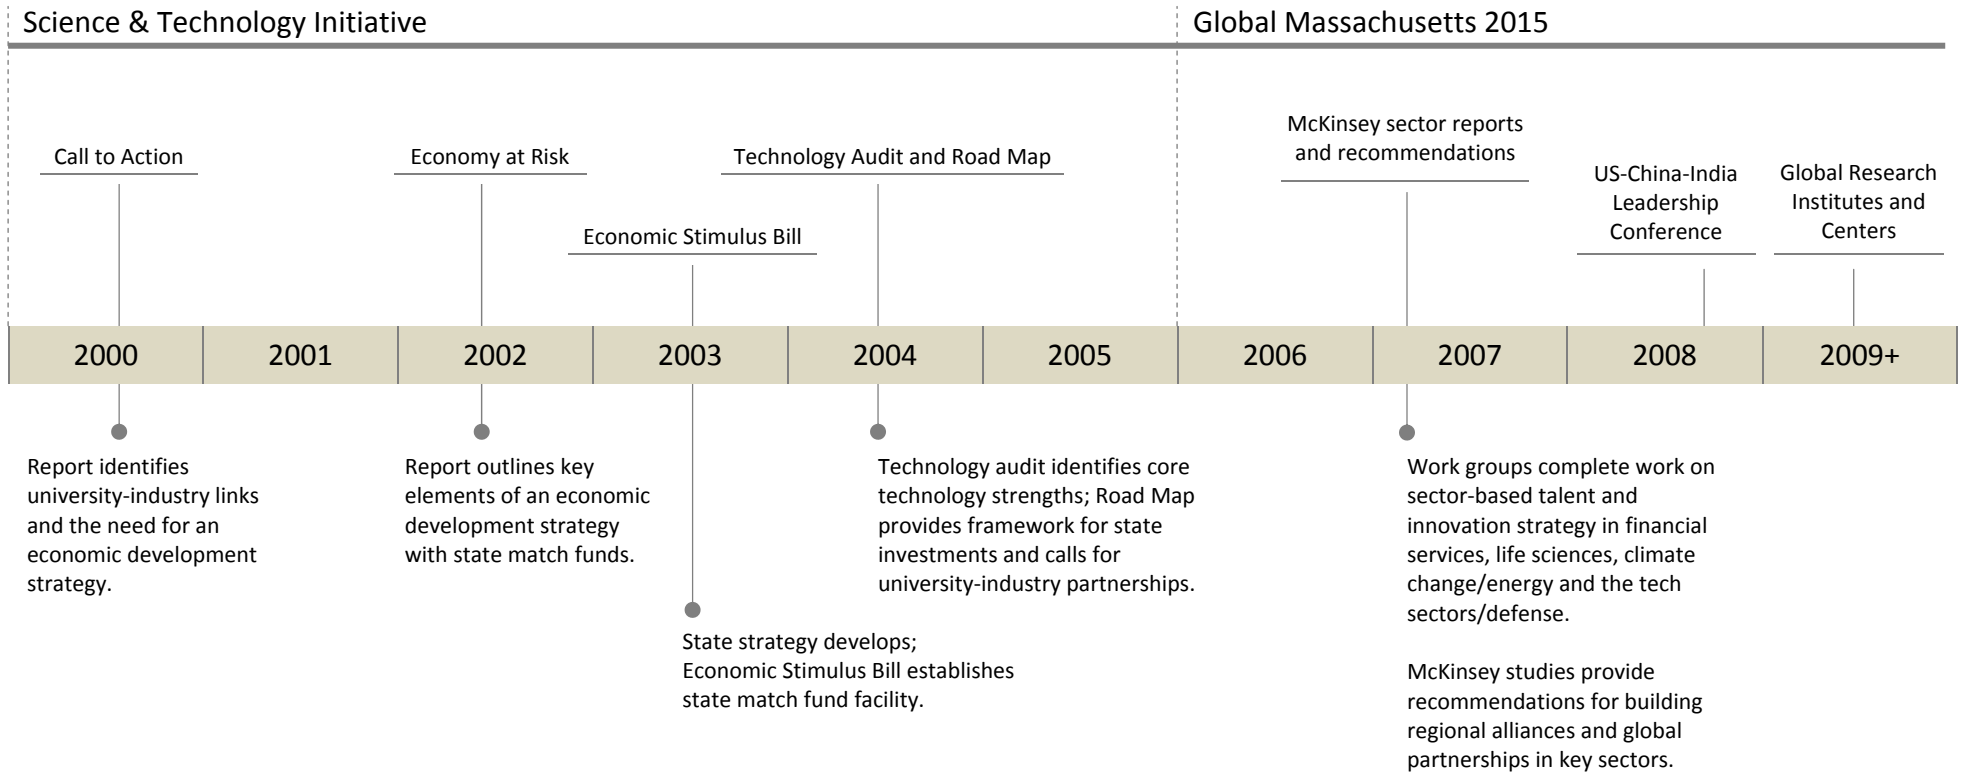 Science & Technology Initiative
Global Massachusetts 2015
Call to Action
Economy at Risk
Economic Stimulus Bill
Technology Audit and Road Map
McKinsey sector reports
and recommendations
US-China-India
Leadership
Conference
Global Research
Institutes and
Centers
2000
2001
2002
2003
2004
2005
2006
2007
2008
2009+
Report identifies
university-industry links
and the need for an
economic development
strategy.
Report outlines key
elements of an economic
development strategy
with state match funds.
State strategy develops;
Economic Stimulus Bill establishes
state match fund facility.
Technology audit identifies core
technology strengths; Road Map
provides framework for state
investments and calls for
university-industry partnerships.
Work groups complete work on
sector-based talent and
innovation strategy in financial
services, life sciences, climate
change/energy and the tech
sectors/defense.
McKinsey studies provide
recommendations for building
regional alliances and global
partnerships in key sectors.